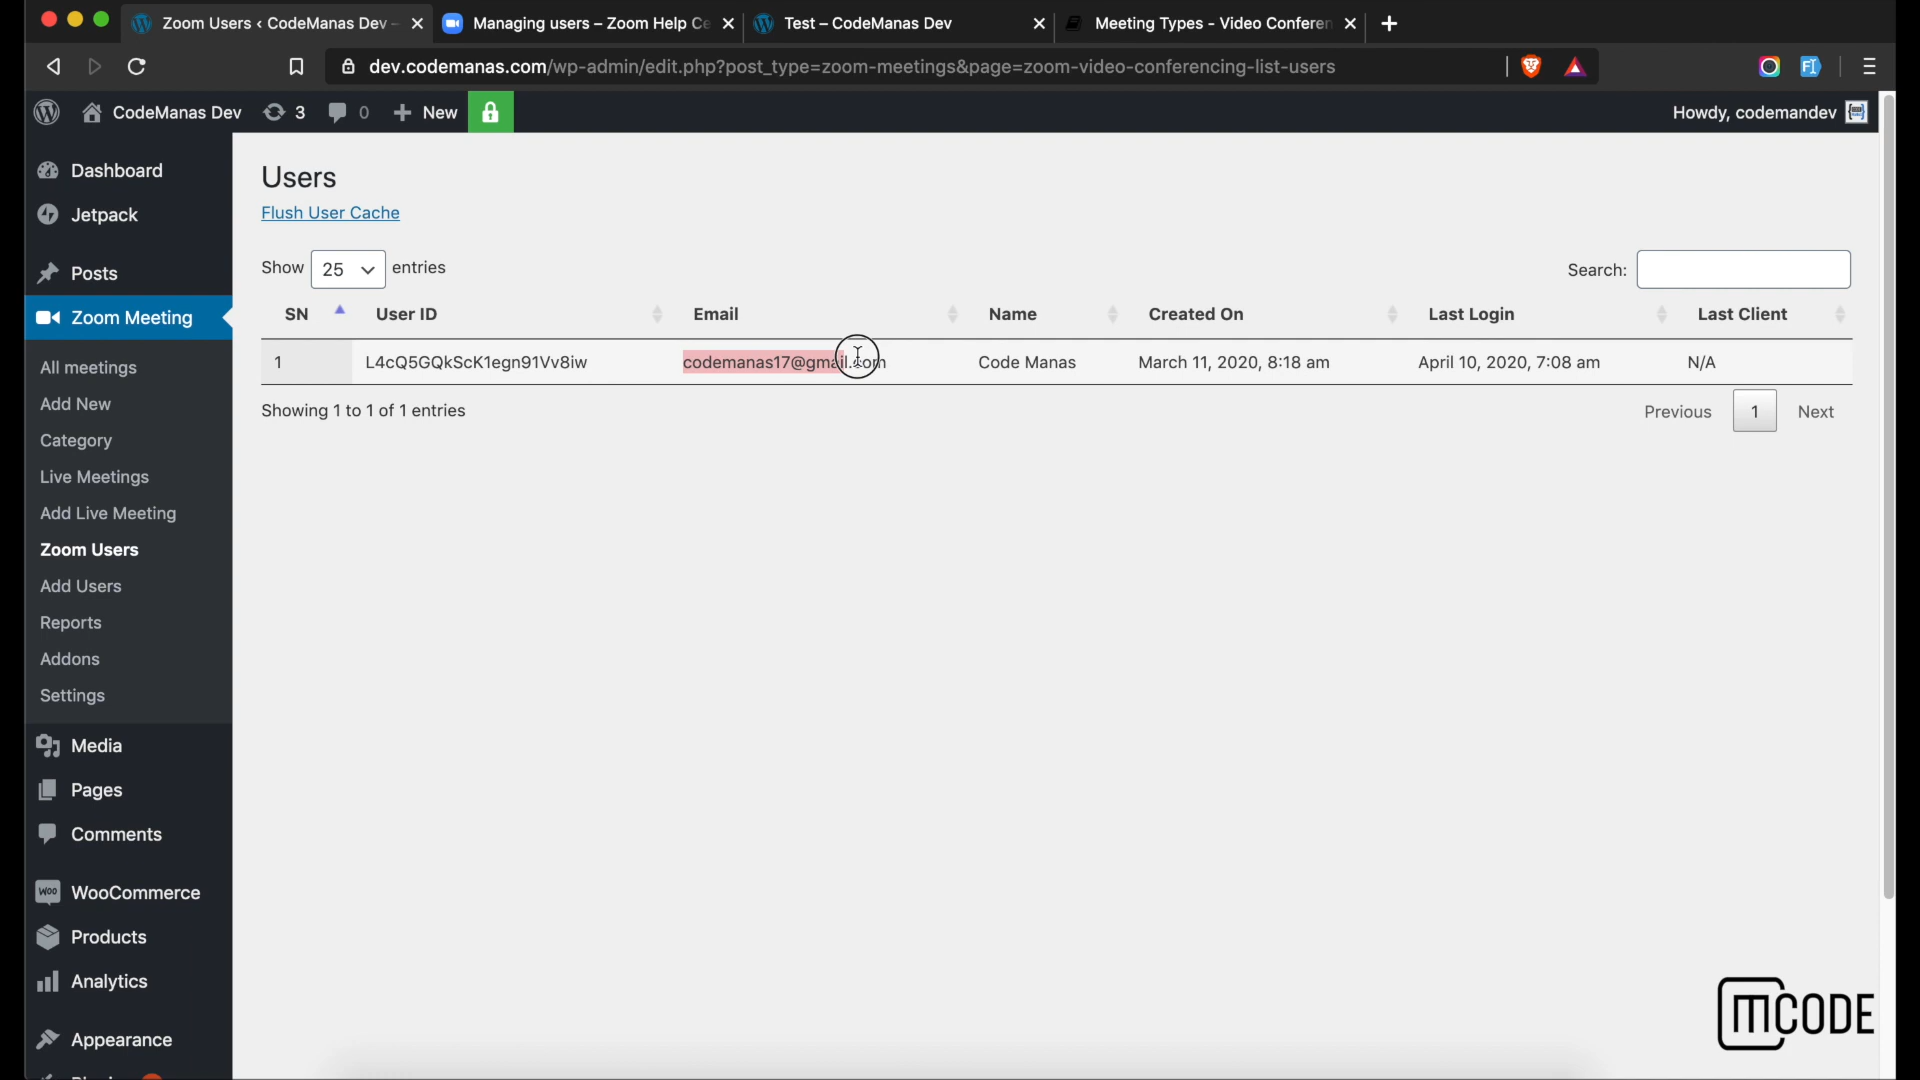 Zoom Users ‹ CodeManas Dev –
Managing users – Zoom Help Ce
Test – CodeManas Dev
Meeting Types - Video Conferen
dev.codemanas.com/wp-admin/edit.php?post_type=zoom-meetings&page=zoom-video-conferencing-list-users
CodeManas Dev 3 0 New
Howdy, codemandev
Dashboard
Jetpack
Posts
Zoom Meeting
All meetings
Add New
Category
Live Meetings
Add Live Meeting
Zoom Users
Add Users
Reports
Addons
Settings
Media
Pages
Comments
WooCommerce
Products
Analytics
Appearance
Users
Flush User Cache
Show 25 entries
Search:
SN User ID Email Name Created On Last Login Last Client
1 L4cQ5GQkScK1egn91Vv8iw codemanas17@gmail.com Code Manas March 11, 2020, 8:18 am April 10, 2020, 7:08 am N/A
Showing 1 to 1 of 1 entries
Previous 1 Next
mCODE